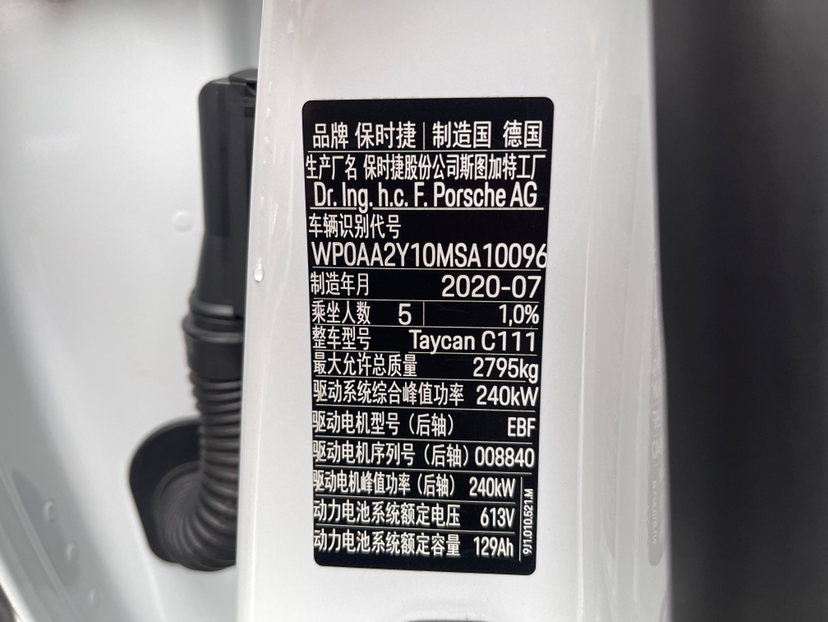 品牌 保时捷 | 制造国 德国
生产厂名 保时捷股份公司斯图加特工厂
Dr. Ing. h.c. F. Porsche AG
车辆识别代号
WP0AA2Y10MSA10096
制造年月 2020-07
乘坐人数 5 1,0%
整车型号 Taycan C111
最大允许总质量 2795kg
驱动系统综合峰值功率 240kW
驱动电机型号（后轴） EBF
驱动电机序列号（后轴） 008840
驱动电机峰值功率（后轴） 240kW
动力电池系统额定电压 613V
动力电池系统额定容量 129Ah
9J1.010.521.M